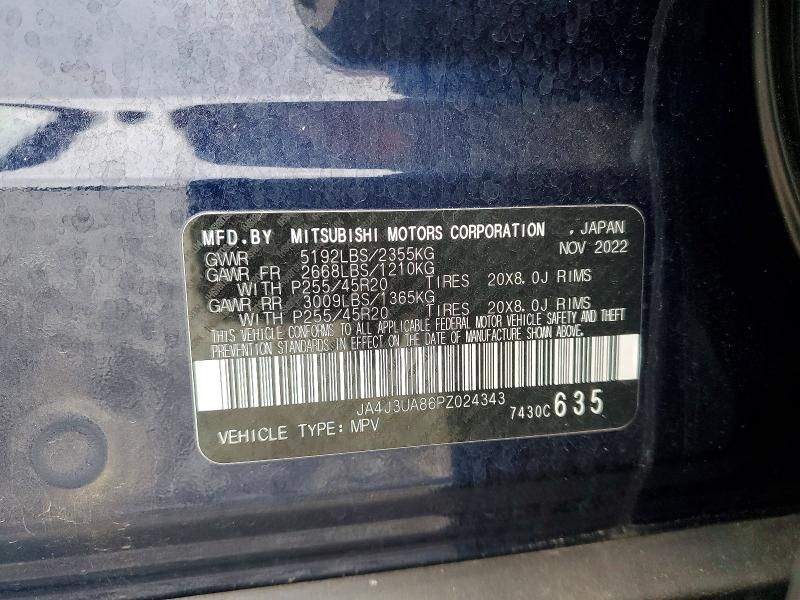 MFD.BY MITSUBISHI MOTORS CORPORATION , JAPAN
GVWR 5192LBS/2355KG NOV 2022
GAWR FR 2668LBS/1210KG
WITH P255/45R20 TIRES 20X8.0J RIMS
GAWR RR 3009LBS/1365KG
WITH P255/45R20 TIRES 20X8.0J RIMS
THIS VEHICLE CONFORMS TO ALL APPLICABLE FEDERAL MOTOR VEHICLE SAFETY AND THEFT
PREVENTION STANDARDS IN EFFECT ON THE DATE OF MANUFACTURE SHOWN ABOVE.
JA4J3UA86PZ024343
7430C635
VEHICLE TYPE: MPV